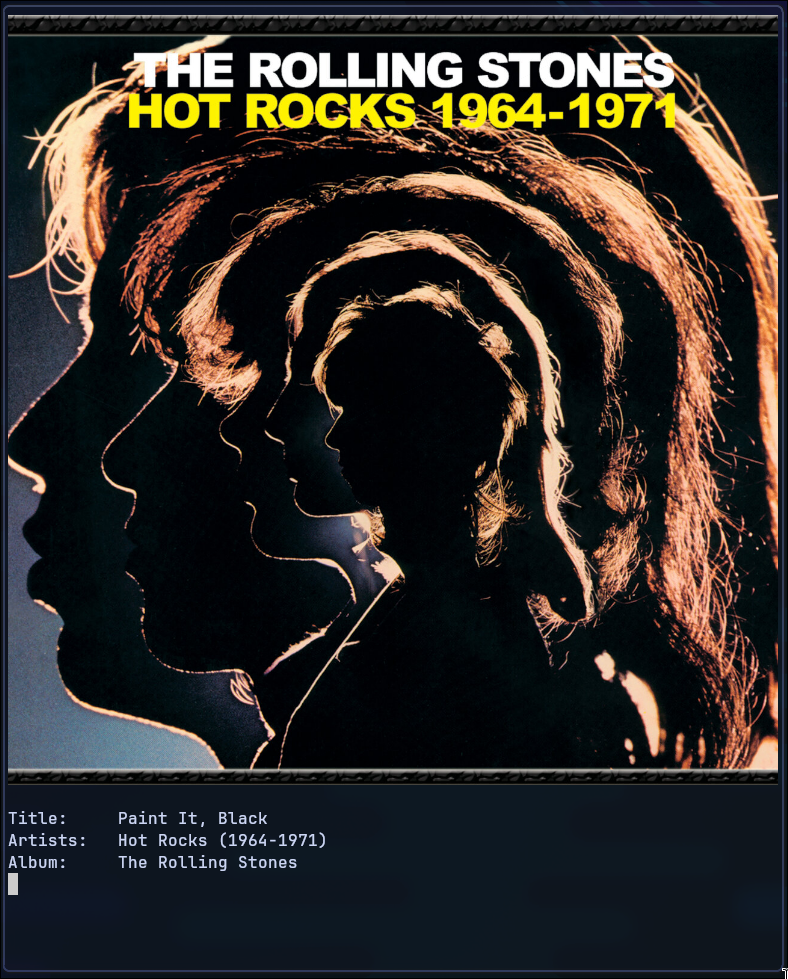 THE ROLLING STONES
HOT ROCKS 1964-1971
Title: Paint It, Black
Artists: Hot Rocks (1964-1971)
Album: The Rolling Stones